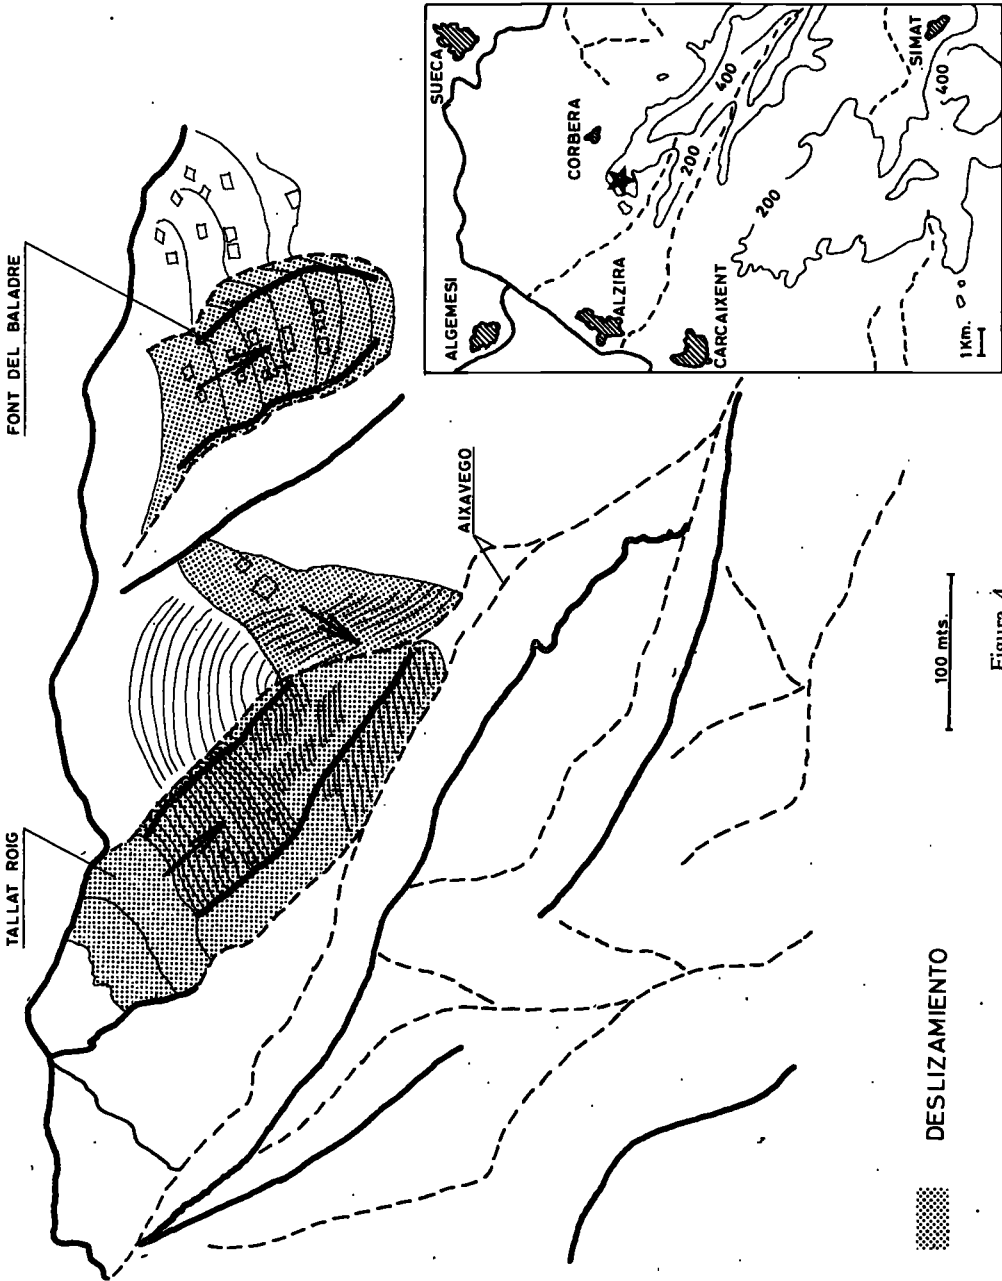 TALLAT ROIG
FONT DEL BALADRE
AIXAVEGO
DESLIZAMIENTO
100 mts.
Figura 4
SUECA
ALGEMESI
CORBERA
ALZIRA
CARCAIXENT
SIMAT
400
200
200
400
1 Km.